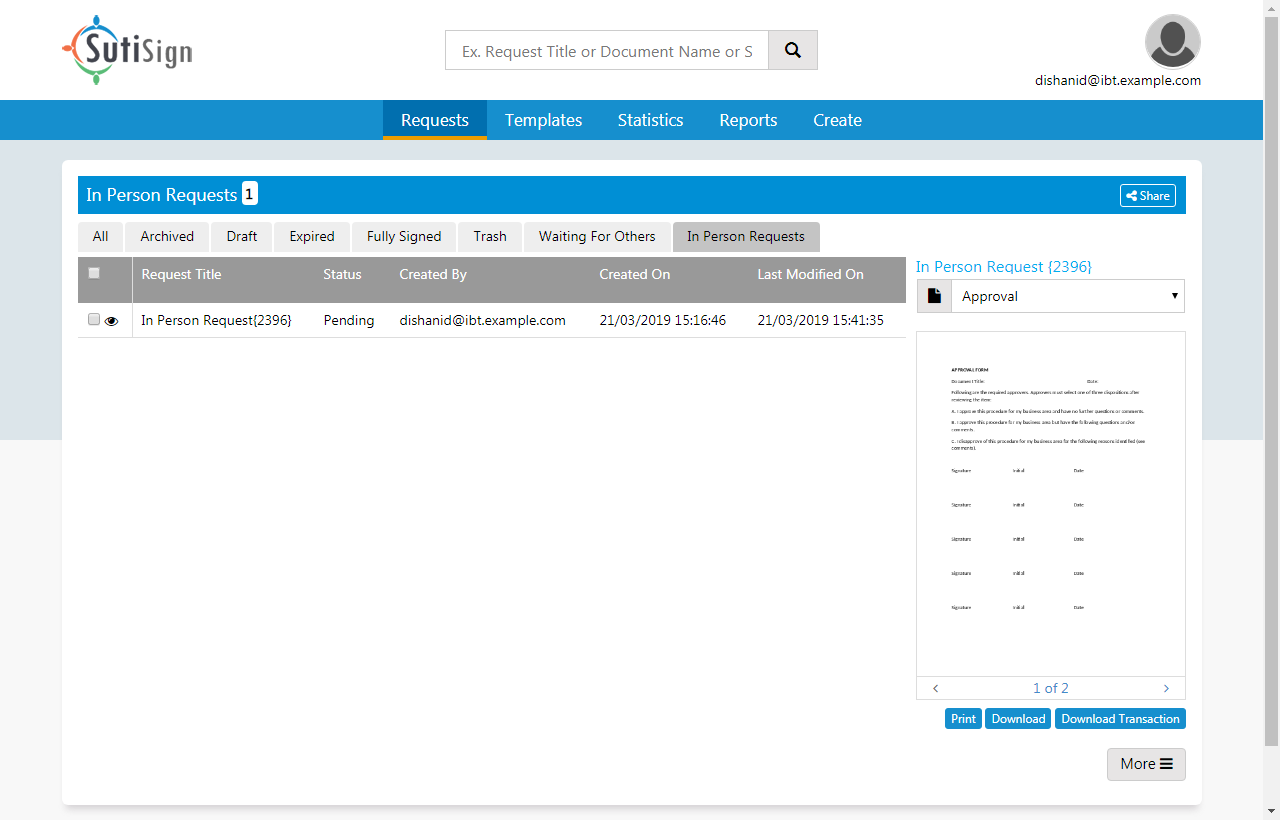 SutiSign
Ex. Request Title or Document Name or S
dishanid@ibt.example.com
Requests Templates Statistics Reports Create
In Person Requests 1
Share
All Archived Draft Expired Fully Signed Trash Waiting For Others In Person Requests
Request Title Status Created By Created On Last Modified On
In Person Request{2396} Pending dishanid@ibt.example.com 21/03/2019 15:16:46 21/03/2019 15:41:35
In Person Request {2396}
Approval
APPROVAL FORM
Document Title: Date:
Following are the required approvers. Approvers must select one of three dispositions after
reviewing the item:
A. I approve this procedure for my business area and have no further questions or comments.
B. I approve this procedure for my business area but have the following questions and/or
comments.
C. I disapprove of this procedure for my business area for the following reasons identified (see
comments).
Signature Initial Date
Signature Initial Date
Signature Initial Date
Signature Initial Date
Signature Initial Date
1 of 2
Print Download Download Transaction
More